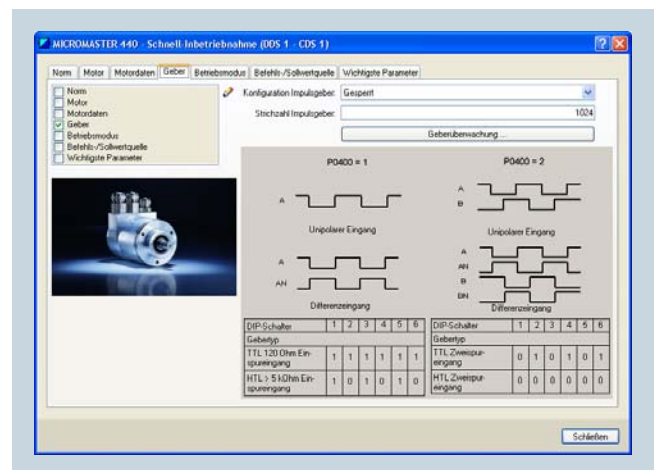 MICROMASTER 440 - Schnell-Inbetriebnahme (DDS 1 - CDS 1)
Norm Motor Motordaten Geber Betriebsmodus Befehls-/Sollwertquelle Wichtigste Parameter
Norm
Motor
Motordaten
Geber
Betriebsmodus
Befehls-/Sollwertquelle
Wichtigste Parameter
Konfiguration Impulsgeber: Gesperrt
Strichzahl Impulsgeber: 1024
Geberüberwachung ...
P0400 = 1
A
Unipolarer Eingang
A
AN
Differenzeingang
P0400 = 2
A
B
Unipolarer Eingang
A
AN
B
BN
Differenzeingang
DIP-Schalter 1 2 3 4 5 6
Gebertyp
TTL 120 Ohm Ein-
spureingang 1 1 1 1 1 1
HTL > 5 kOhm Ein-
spureingang 1 0 1 0 1 0
DIP-Schalter 1 2 3 4 5 6
Gebertyp
TTL Zweispur-
eingang 0 1 0 1 0 1
HTL Zweispur-
eingang 0 0 0 0 0 0
Schließen